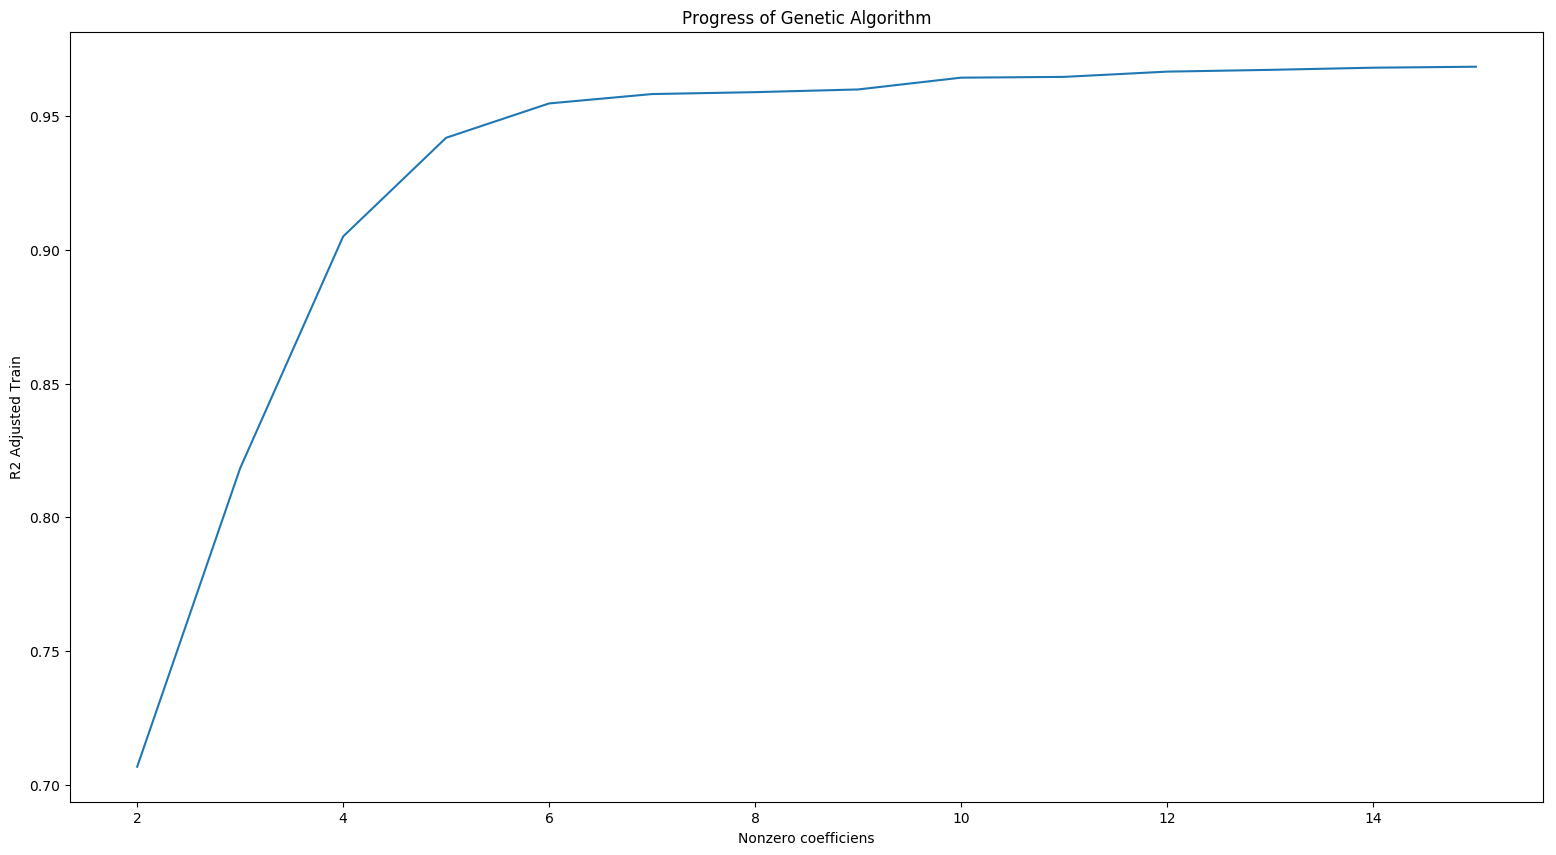 Progress of Genetic Algorithm
R2 Adjusted Train
0.95
0.90
0.85
0.80
0.75
0.70
2 4 6 8 10 12 14
Nonzero coefficiens